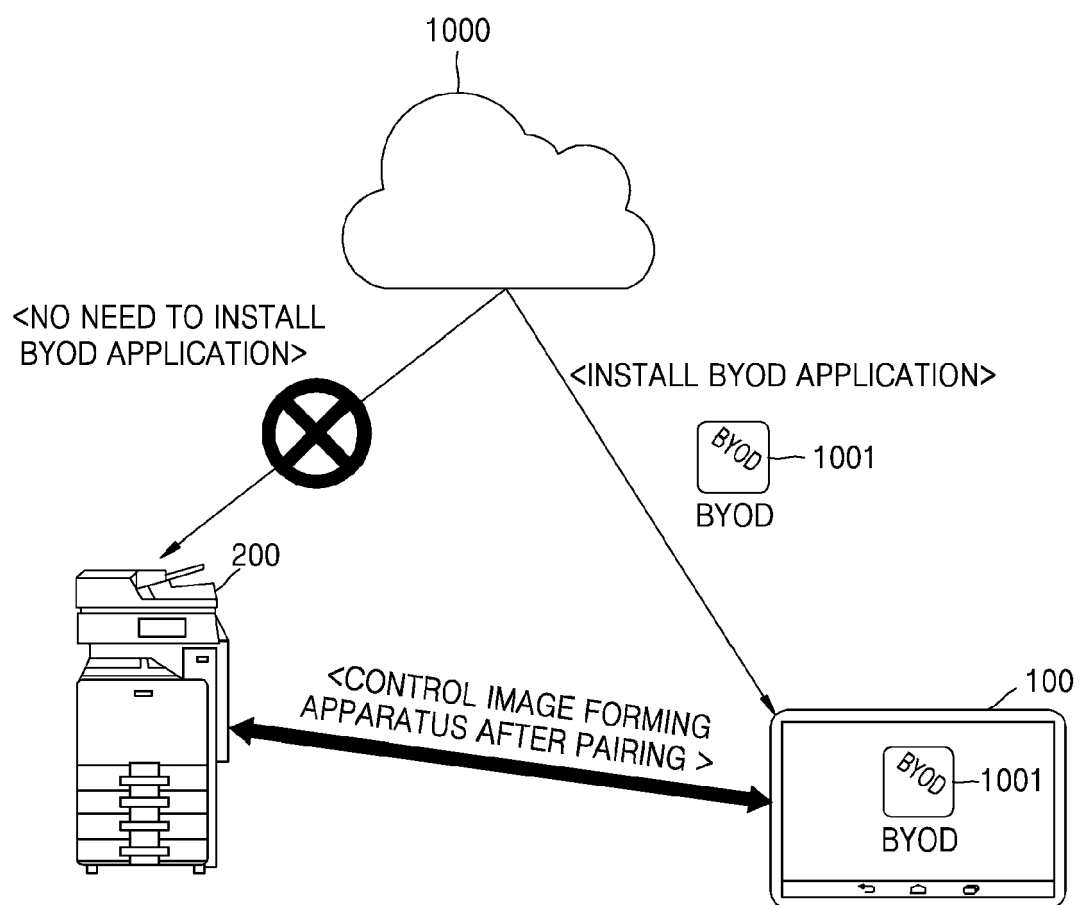 1000
<NO NEED TO INSTALL
BYOD APPLICATION>
<INSTALL BYOD APPLICATION>
BYOD
1001
BYOD
200
<CONTROL IMAGE FORMING
APPARATUS AFTER PAIRING >
100
BYOD
1001
BYOD